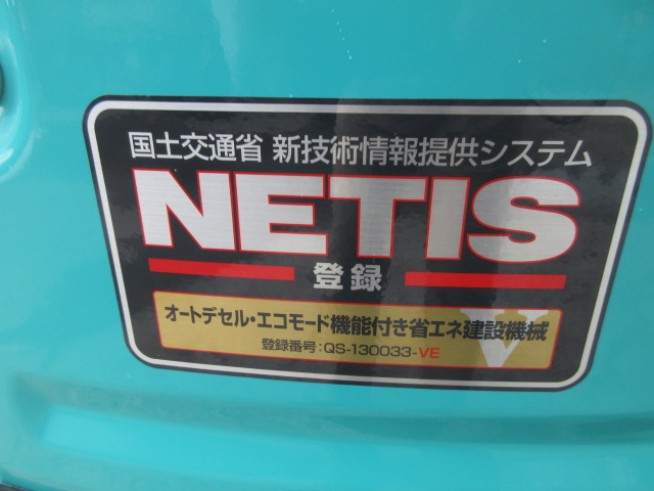 国土交通省 新技術情報提供システム
NETIS
登録
オートデセル・エコモード機能付き省エネ建設機械
登録番号:QS-130033-VE
V